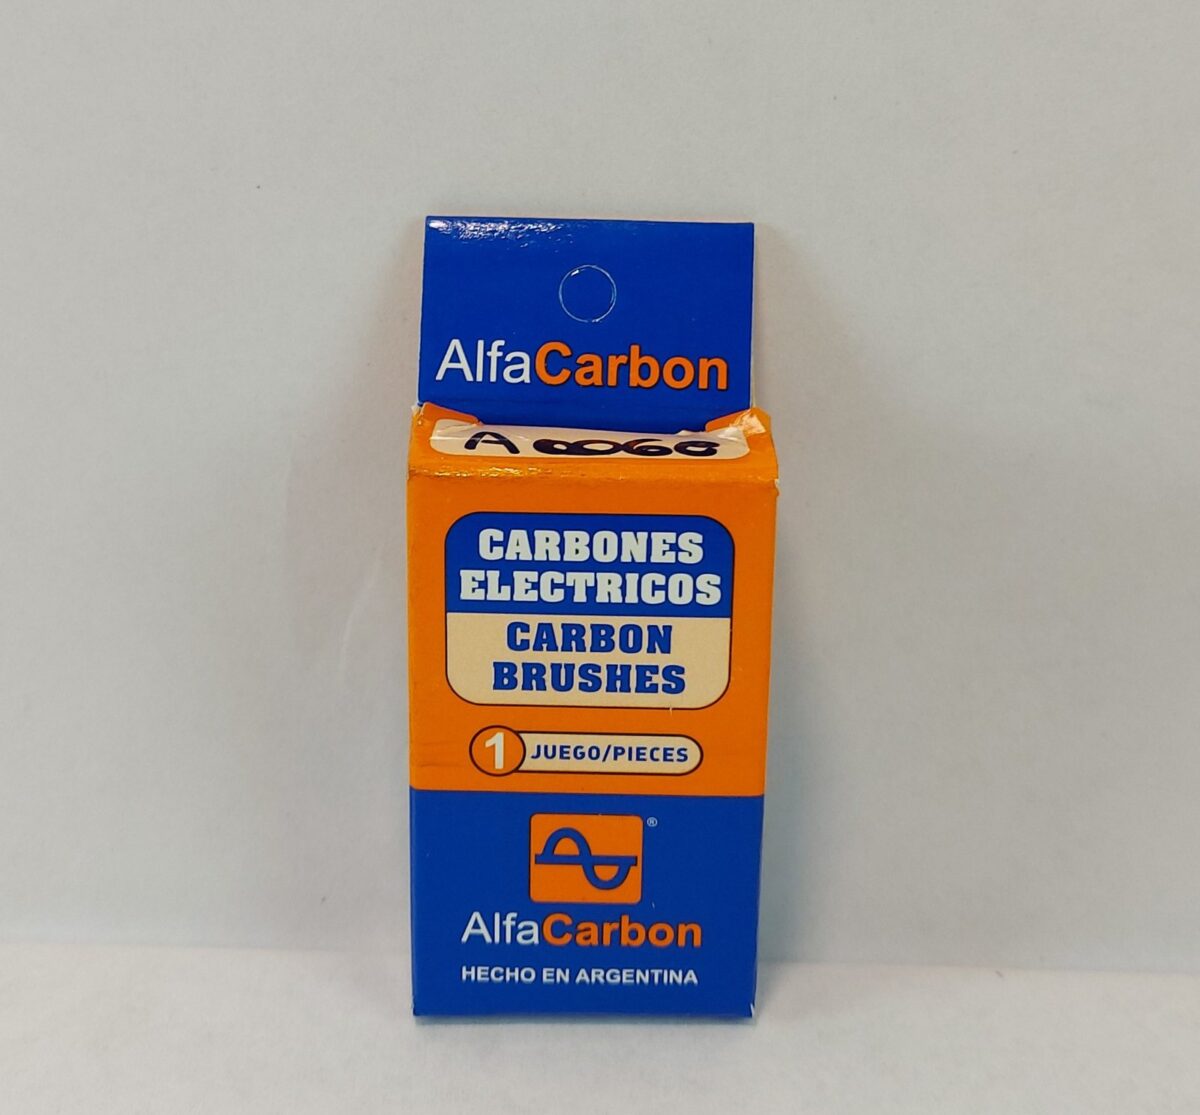 AlfaCarbon
CARBONES
ELECTRICOS
CARBON
BRUSHES
1 JUEGO/PIECES
®
AlfaCarbon
HECHO EN ARGENTINA